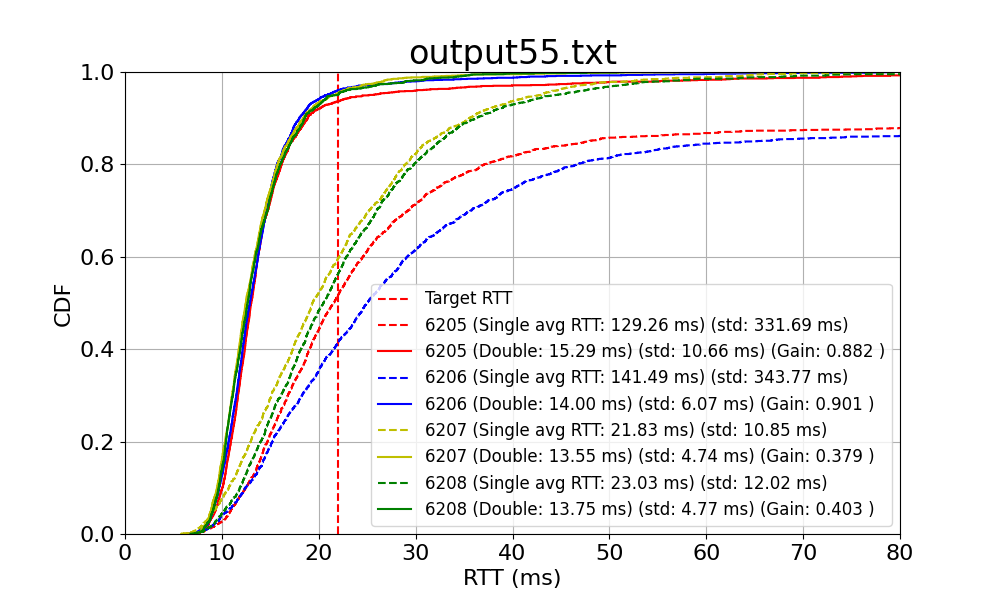 output55.txt
1.0
0.8
0.6
0.4
0.2
0.0
CDF
0 10 20 30 40 50 60 70 80
RTT (ms)
Target RTT
6205 (Single avg RTT: 129.26 ms) (std: 331.69 ms)
6205 (Double: 15.29 ms) (std: 10.66 ms) (Gain: 0.882 )
6206 (Single avg RTT: 141.49 ms) (std: 343.77 ms)
6206 (Double: 14.00 ms) (std: 6.07 ms) (Gain: 0.901 )
6207 (Single avg RTT: 21.83 ms) (std: 10.85 ms)
6207 (Double: 13.55 ms) (std: 4.74 ms) (Gain: 0.379 )
6208 (Single avg RTT: 23.03 ms) (std: 12.02 ms)
6208 (Double: 13.75 ms) (std: 4.77 ms) (Gain: 0.403 )